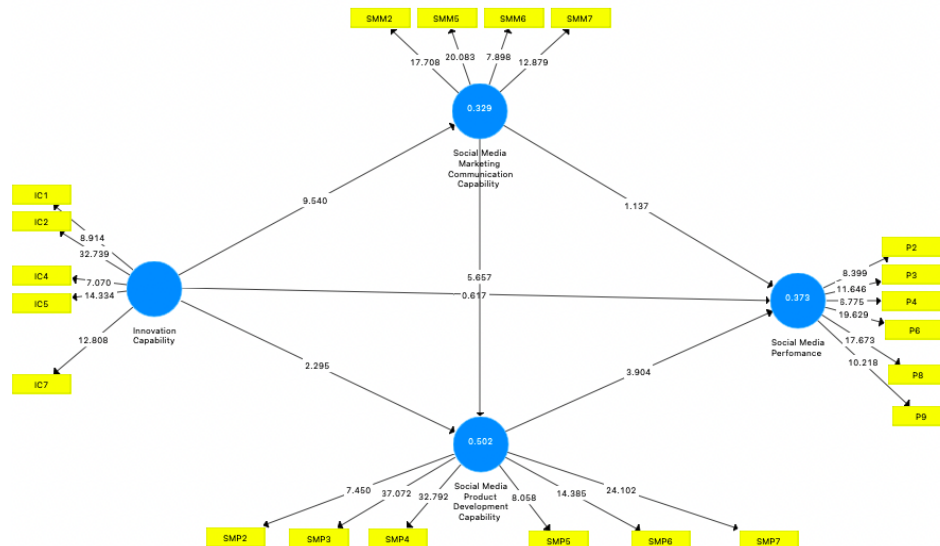 SMM2
SMM5
SMM6
SMM7
17.708
20.083
7.898
12.879
0.329
Social Media
Marketing
Communication
Capability
IC1
IC2
IC4
IC5
IC7
8.914
32.739
7.070
14.334
12.808
Innovation
Capability
9.540
1.137
5.657
0.617
2.295
3.904
P2
P3
P4
P6
P8
P9
8.399
11.646
8.775
19.629
17.673
10.218
0.373
Social Media
Perfomance
0.502
Social Media
Product
Development
Capability
7.450
37.072
32.792
8.058
14.385
24.102
SMP2
SMP3
SMP4
SMP5
SMP6
SMP7